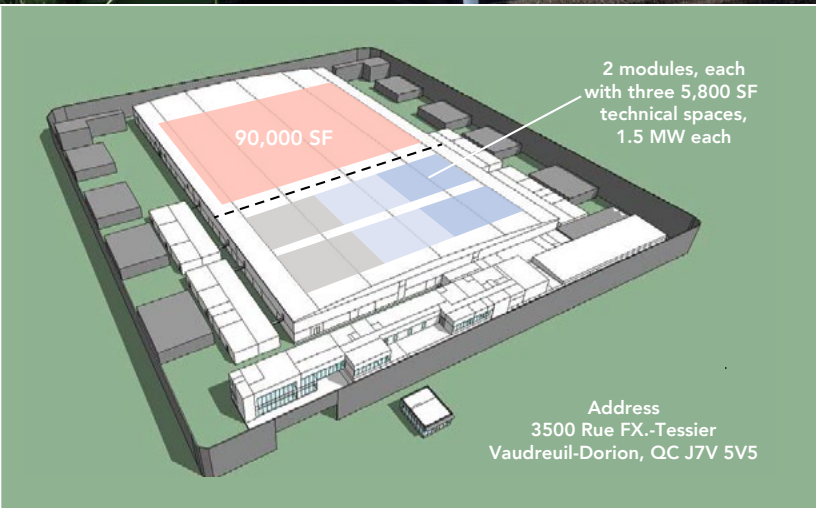 2 modules, each
with three 5,800 SF
technical spaces,
1.5 MW each
90,000 SF
Address
3500 Rue FX.-Tessier
Vaudreuil-Dorion, QC J7V 5V5